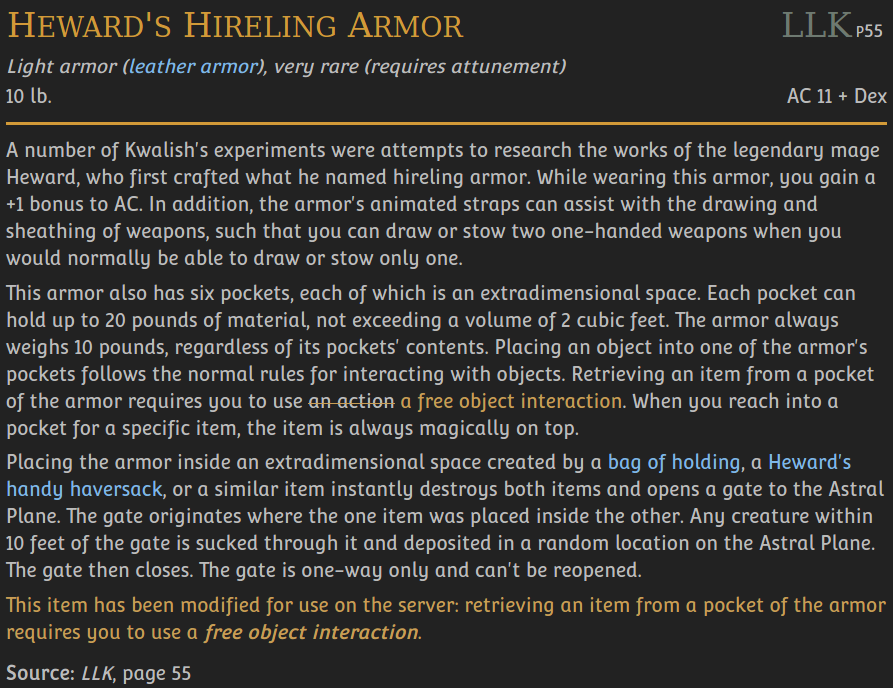 Heward's Hireling Armor LLK P55
Light armor (leather armor), very rare (requires attunement)
10 lb. AC 11 + Dex
A number of Kwalish's experiments were attempts to research the works of the legendary mage
Heward, who first crafted what he named hireling armor. While wearing this armor, you gain a
+1 bonus to AC. In addition, the armor's animated straps can assist with the drawing and
sheathing of weapons, such that you can draw or stow two one-handed weapons when you
would normally be able to draw or stow only one.
This armor also has six pockets, each of which is an extradimensional space. Each pocket can
hold up to 20 pounds of material, not exceeding a volume of 2 cubic feet. The armor always
weighs 10 pounds, regardless of its pockets' contents. Placing an object into one of the armor's
pockets follows the normal rules for interacting with objects. Retrieving an item from a pocket
of the armor requires you to use an action a free object interaction. When you reach into a
pocket for a specific item, the item is always magically on top.
Placing the armor inside an extradimensional space created by a bag of holding, a Heward's
handy haversack, or a similar item instantly destroys both items and opens a gate to the Astral
Plane. The gate originates where the one item was placed inside the other. Any creature within
10 feet of the gate is sucked through it and deposited in a random location on the Astral Plane.
The gate then closes. The gate is one-way only and can't be reopened.
This item has been modified for use on the server: retrieving an item from a pocket of the armor
requires you to use a free object interaction.
Source: LLK, page 55